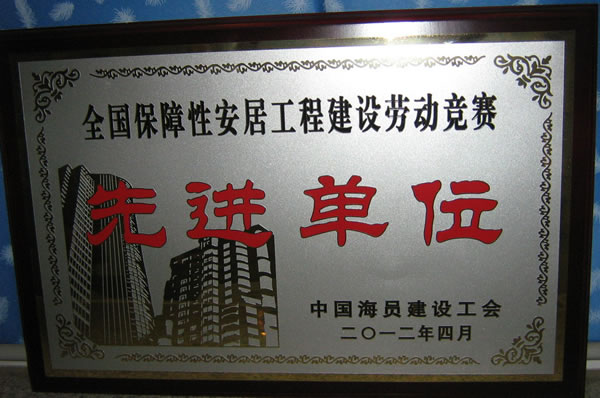 全国保障性安居工程建设劳动竞赛
先进单位
中国海员建设工会
二〇一二年四月